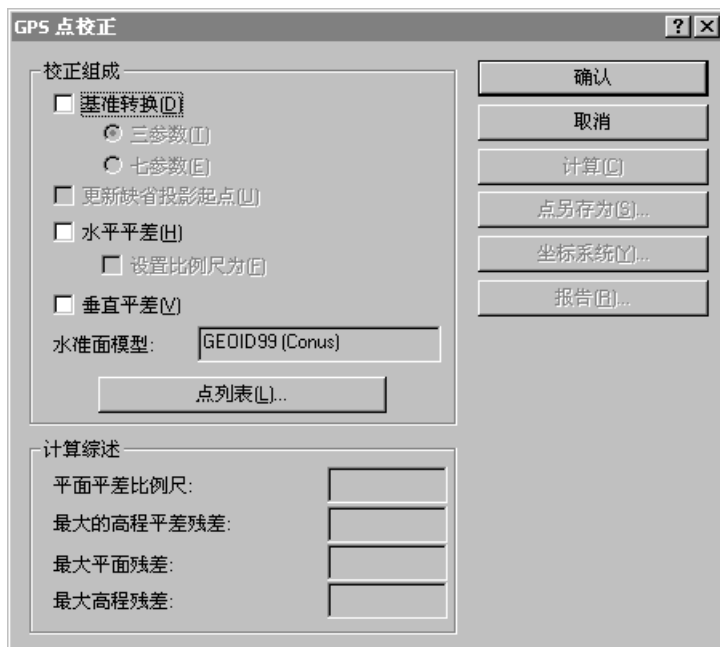 GPS 点校正
校正组成
基准转换(D)
三参数(T)
七参数(E)
更新缺省投影起点(U)
水平平差(H)
设置比例尺为(F)
垂直平差(V)
水准面模型: GEOID99 (Conus)
点列表(L)...
计算综述
平面平差比例尺:
最大的高程平差残差:
最大平面残差:
最大高程残差:
确认
取消
计算(C)
点另存为(S)...
坐标系统(Y)...
报告(R)...